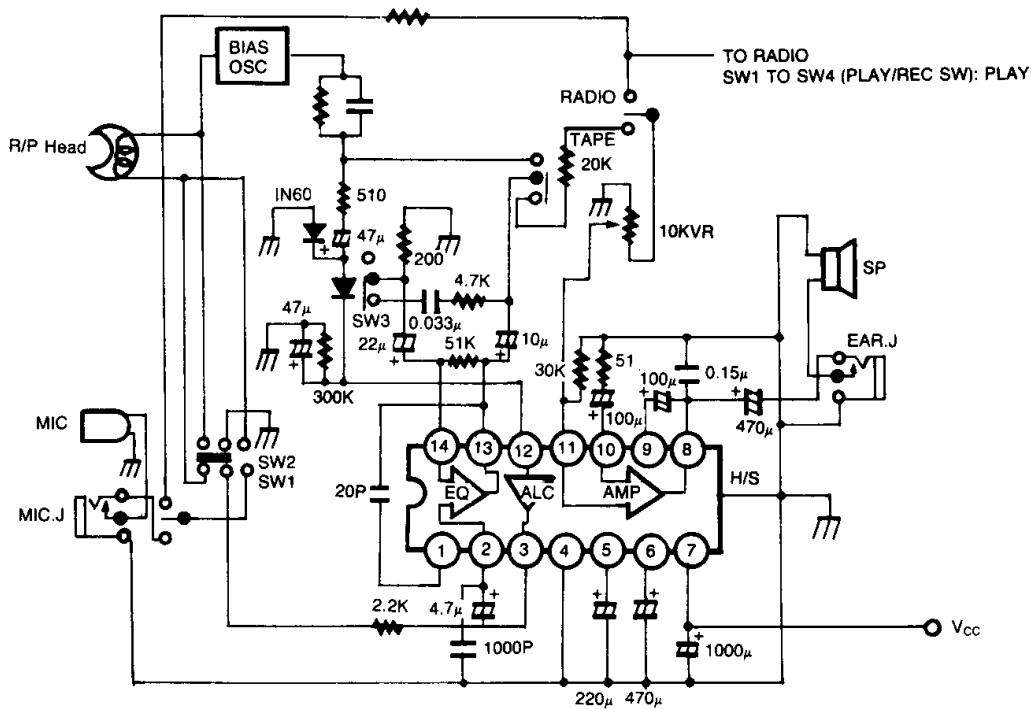 BIAS
OSC
TO RADIO
SW1 TO SW4 (PLAY/REC SW): PLAY
RADIO
R/P Head
TAPE
20K
IN60
510
47μ
200
10KVR
SP
4.7K
SW3
0.033μ
47μ
22μ
51K
10μ
EAR.J
30K
51
100μ
0.15μ
300K
100μ
470μ
MIC
14
13
12
11
10
9
8
H/S
SW2
SW1
20P
EQ
ALC
AMP
MIC.J
1
2
3
4
5
6
7
2.2K
4.7μ
VCC
1000P
1000μ
220μ
470μ